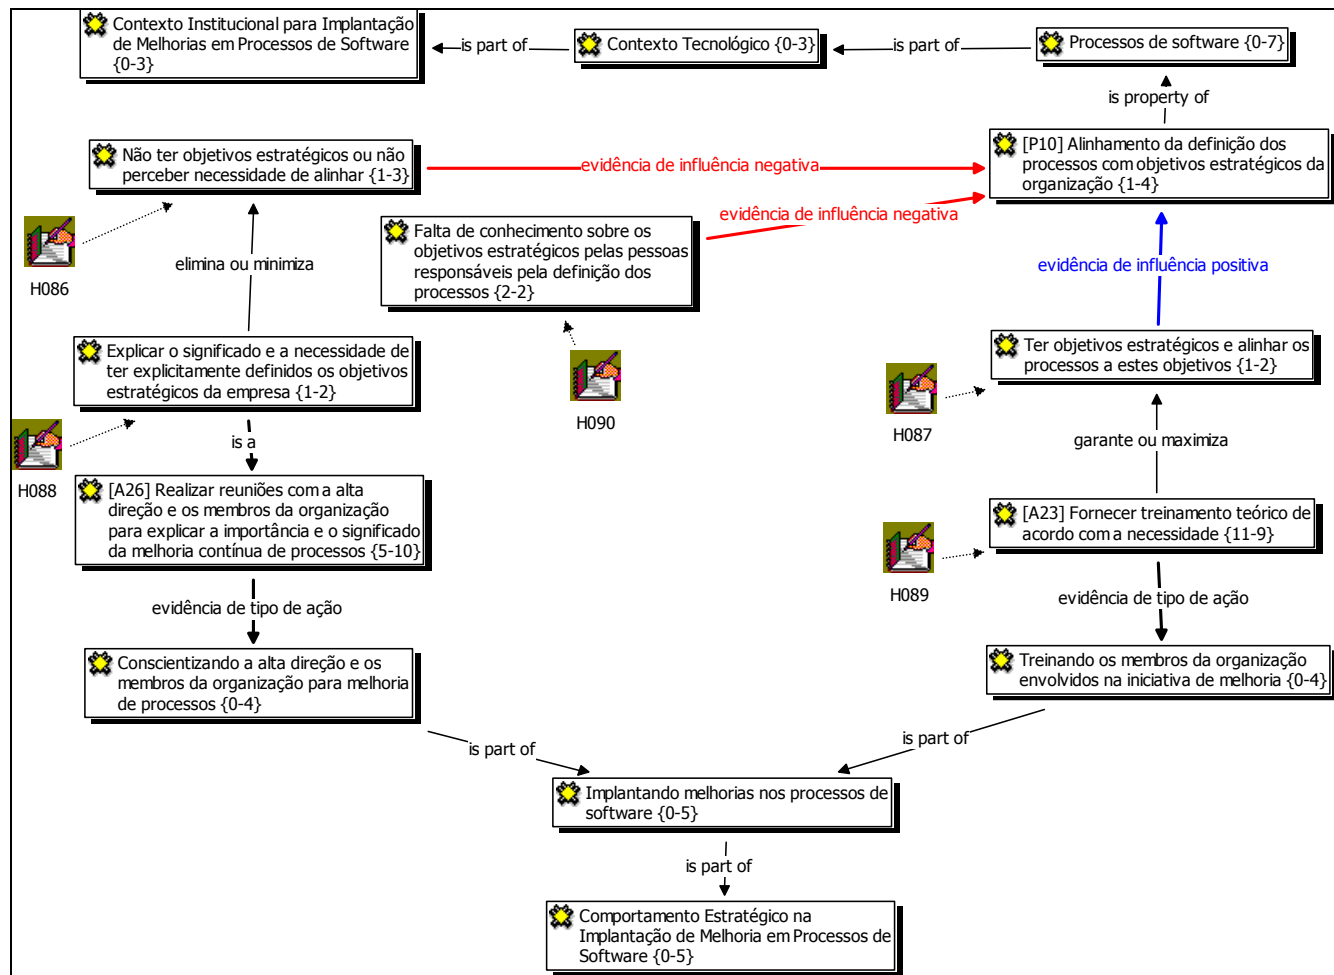 Contexto Institucional para Implantação
de Melhorias em Processos de Software
{0-3}
is part of
Contexto Tecnológico {0-3}
is part of
Processos de software {0-7}
is property of
Não ter objetivos estratégicos ou não
perceber necessidade de alinhar {1-3}
evidência de influência negativa
[P10] Alinhamento da definição dos
processos com objetivos estratégicos da
organização {1-4}
evidência de influência negativa
H086
elimina ou minimiza
Falta de conhecimento sobre os
objetivos estratégicos pelas pessoas
responsáveis pela definição dos
processos {2-2}
evidência de influência positiva
Explicar o significado e a necessidade de
ter explicitamente definidos os objetivos
estratégicos da empresa {1-2}
H090
Ter objetivos estratégicos e alinhar os
processos a estes objetivos {1-2}
H087
H088
is a
garante ou maximiza
[A26] Realizar reuniões com a alta
direção e os membros da organização
para explicar a importância e o significado
da melhoria contínua de processos {5-10}
[A23] Fornecer treinamento teórico de
acordo com a necessidade {11-9}
H089
evidência de tipo de ação
evidência de tipo de ação
Conscientizando a alta direção e os
membros da organização para melhoria
de processos {0-4}
Treinando os membros da organização
envolvidos na iniciativa de melhoria {0-4}
is part of
is part of
Implantando melhorias nos processos de
software {0-5}
is part of
Comportamento Estratégico na
Implantação de Melhoria em Processos de
Software {0-5}